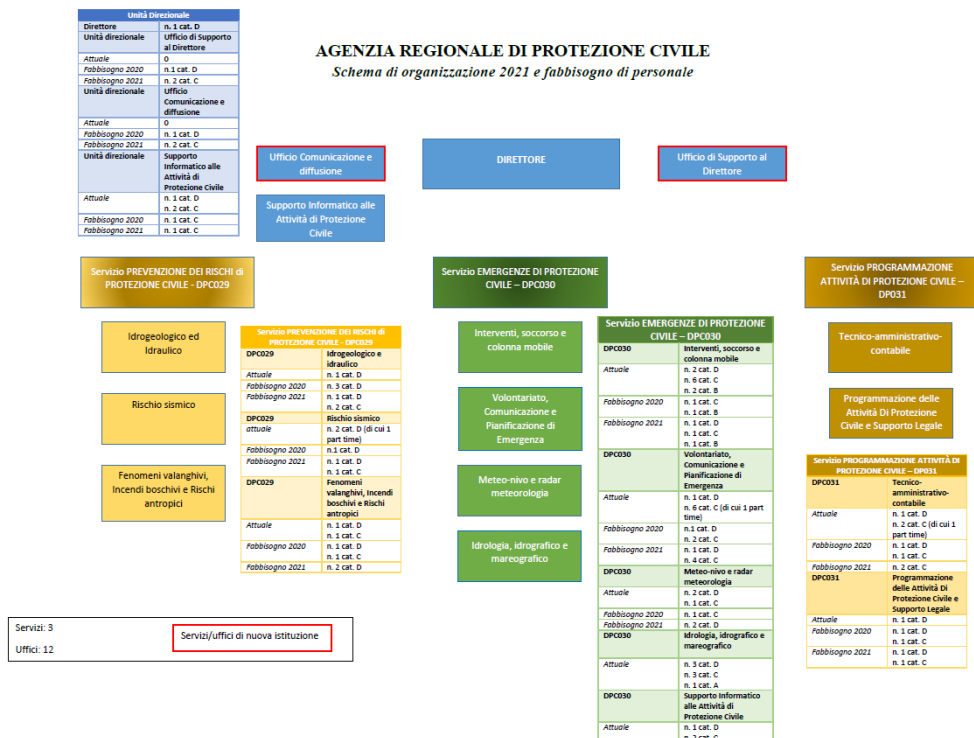 Unità Direzionale
Direttore n. 1 cat. D
Unità direzionale Ufficio di Supporto
al Direttore
Attuale 0
Fabbisogno 2020 n.1 cat. D
Fabbisogno 2021 n. 2 cat. C
Unità direzionale Ufficio
Comunicazione e
diffusione
Attuale 0
Fabbisogno 2020 n. 1 cat. D
Fabbisogno 2021 n. 2 cat. C
Unità direzionale Supporto
Informatico alle
Attività di
Protezione Civile
Attuale n. 1 cat. D
n. 2 cat. C
Fabbisogno 2020 n. 1 cat. C
Fabbisogno 2021 n. 1 cat. C
AGENZIA REGIONALE DI PROTEZIONE CIVILE
Schema di organizzazione 2021 e fabbisogno di personale
Ufficio Comunicazione e
diffusione
DIRETTORE
Ufficio di Supporto al
Direttore
Supporto Informatico alle
Attività di Protezione
Civile
Servizio PREVENZIONE DEI RISCHI di
PROTEZIONE CIVILE - DPC029
Servizio EMERGENZE DI PROTEZIONE
CIVILE – DPC030
Servizio PROGRAMMAZIONE
ATTIVITÀ DI PROTEZIONE CIVILE –
DP031
Idrogeologico ed
Idraulico
Rischio sismico
Fenomeni valanghivi,
Incendi boschivi e Rischi
antropici
Servizio PREVENZIONE DEI RISCHI di
PROTEZIONE CIVILE - DPC029
DPC029 Idrogeologico e
idraulico
Attuale n. 1 cat. D
Fabbisogno 2020 n. 3 cat. D
Fabbisogno 2021 n. 1 cat. D
n. 2 cat. C
DPC029 Rischio sismico
attuale n. 2 cat. D (di cui 1
part time)
Fabbisogno 2020 n.1 cat. D
Fabbisogno 2021 n. 1 cat. D
n. 1 cat. C
DPC029 Fenomeni
valanghivi, Incendi
boschivi e Rischi
antropici
Attuale n. 1 cat. D
n. 1 cat. C
Fabbisogno 2020 n. 1 cat. D
n. 1 cat. C
Fabbisogno 2021 n. 2 cat. D
Interventi, soccorso e
colonna mobile
Volontariato,
Comunicazione e
Pianificazione di
Emergenza
Meteo-nivo e radar
meteorologia
Idrologia, idrografico e
mareografico
Servizio EMERGENZE DI PROTEZIONE
CIVILE – DPC030
DPC030 Interventi, soccorso e
colonna mobile
Attuale n. 2 cat. D
n. 6 cat. C
n. 2 cat. B
Fabbisogno 2020 n. 1 cat. C
n. 1 cat. B
Fabbisogno 2021 n. 1 cat. D
n. 1 cat. C
n. 1 cat. B
DPC030 Volontariato,
Comunicazione e
Pianificazione di
Emergenza
Attuale n. 1 cat. D
n. 6 cat. C (di cui 1 part
time)
Fabbisogno 2020 n.1 cat. D
n. 2 cat. C
Fabbisogno 2021 n. 1 cat. D
n. 4 cat. C
DPC030 Meteo-nivo e radar
meteorologia
Attuale n. 2 cat. D
n. 1 cat. C
Fabbisogno 2020 n. 1 cat. C
Fabbisogno 2021 n. 2 cat. D
DPC030 Idrologia, idrografico e
mareografico
Attuale n. 3 cat. D
n. 3 cat. C
n. 1 cat. A
DPC030 Supporto Informatico
alle Attività di
Protezione Civile
Attuale n. 1 cat. D
n. 2 cat. C
Tecnico-amministrativo-
contabile
Programmazione delle
Attività Di Protezione
Civile e Supporto Legale
Servizio PROGRAMMAZIONE ATTIVITÀ DI
PROTEZIONE CIVILE – DP031
DPC031 Tecnico-
amministrativo-
contabile
Attuale n. 1 cat. D
n. 2 cat. C (di cui 1
part time)
Fabbisogno 2020 n. 1 cat. D
n. 1 cat. C
Fabbisogno 2021 n. 2 cat. C
DPC031 Programmazione
delle Attività Di
Protezione Civile e
Supporto Legale
Attuale n. 1 cat. D
Fabbisogno 2020 n. 1 cat. D
n. 1 cat. C
Fabbisogno 2021 n. 1 cat. D
n. 1 cat. C
Servizi: 3
Uffici: 12
Servizi/uffici di nuova istituzione